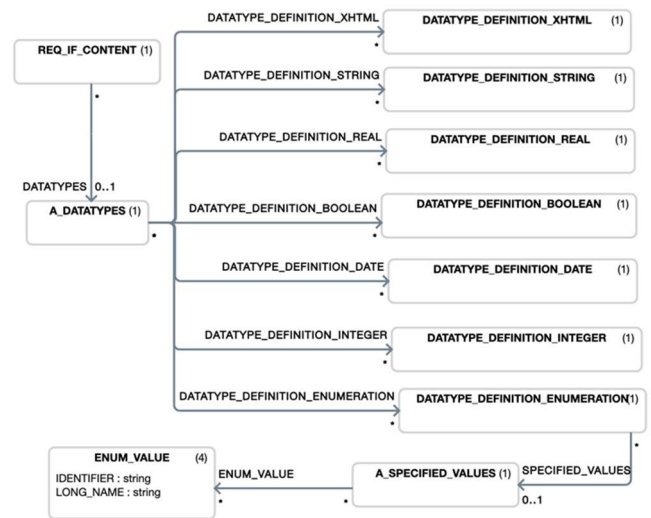 REQ_IF_CONTENT (1)
*
DATATYPES 0..1
A_DATATYPES (1)
*
DATATYPE_DEFINITION_XHTML
*
DATATYPE_DEFINITION_XHTML (1)
DATATYPE_DEFINITION_STRING
*
DATATYPE_DEFINITION_STRING (1)
DATATYPE_DEFINITION_REAL
*
DATATYPE_DEFINITION_REAL (1)
DATATYPE_DEFINITION_BOOLEAN
*
DATATYPE_DEFINITION_BOOLEAN (1)
DATATYPE_DEFINITION_DATE
*
DATATYPE_DEFINITION_DATE (1)
DATATYPE_DEFINITION_INTEGER
*
DATATYPE_DEFINITION_INTEGER (1)
DATATYPE_DEFINITION_ENUMERATION
*
DATATYPE_DEFINITION_ENUMERATION(1)
*
SPECIFIED_VALUES
0..1
A_SPECIFIED_VALUES (1)
*
ENUM_VALUE
*
ENUM_VALUE (4)
IDENTIFIER : string
LONG_NAME : string